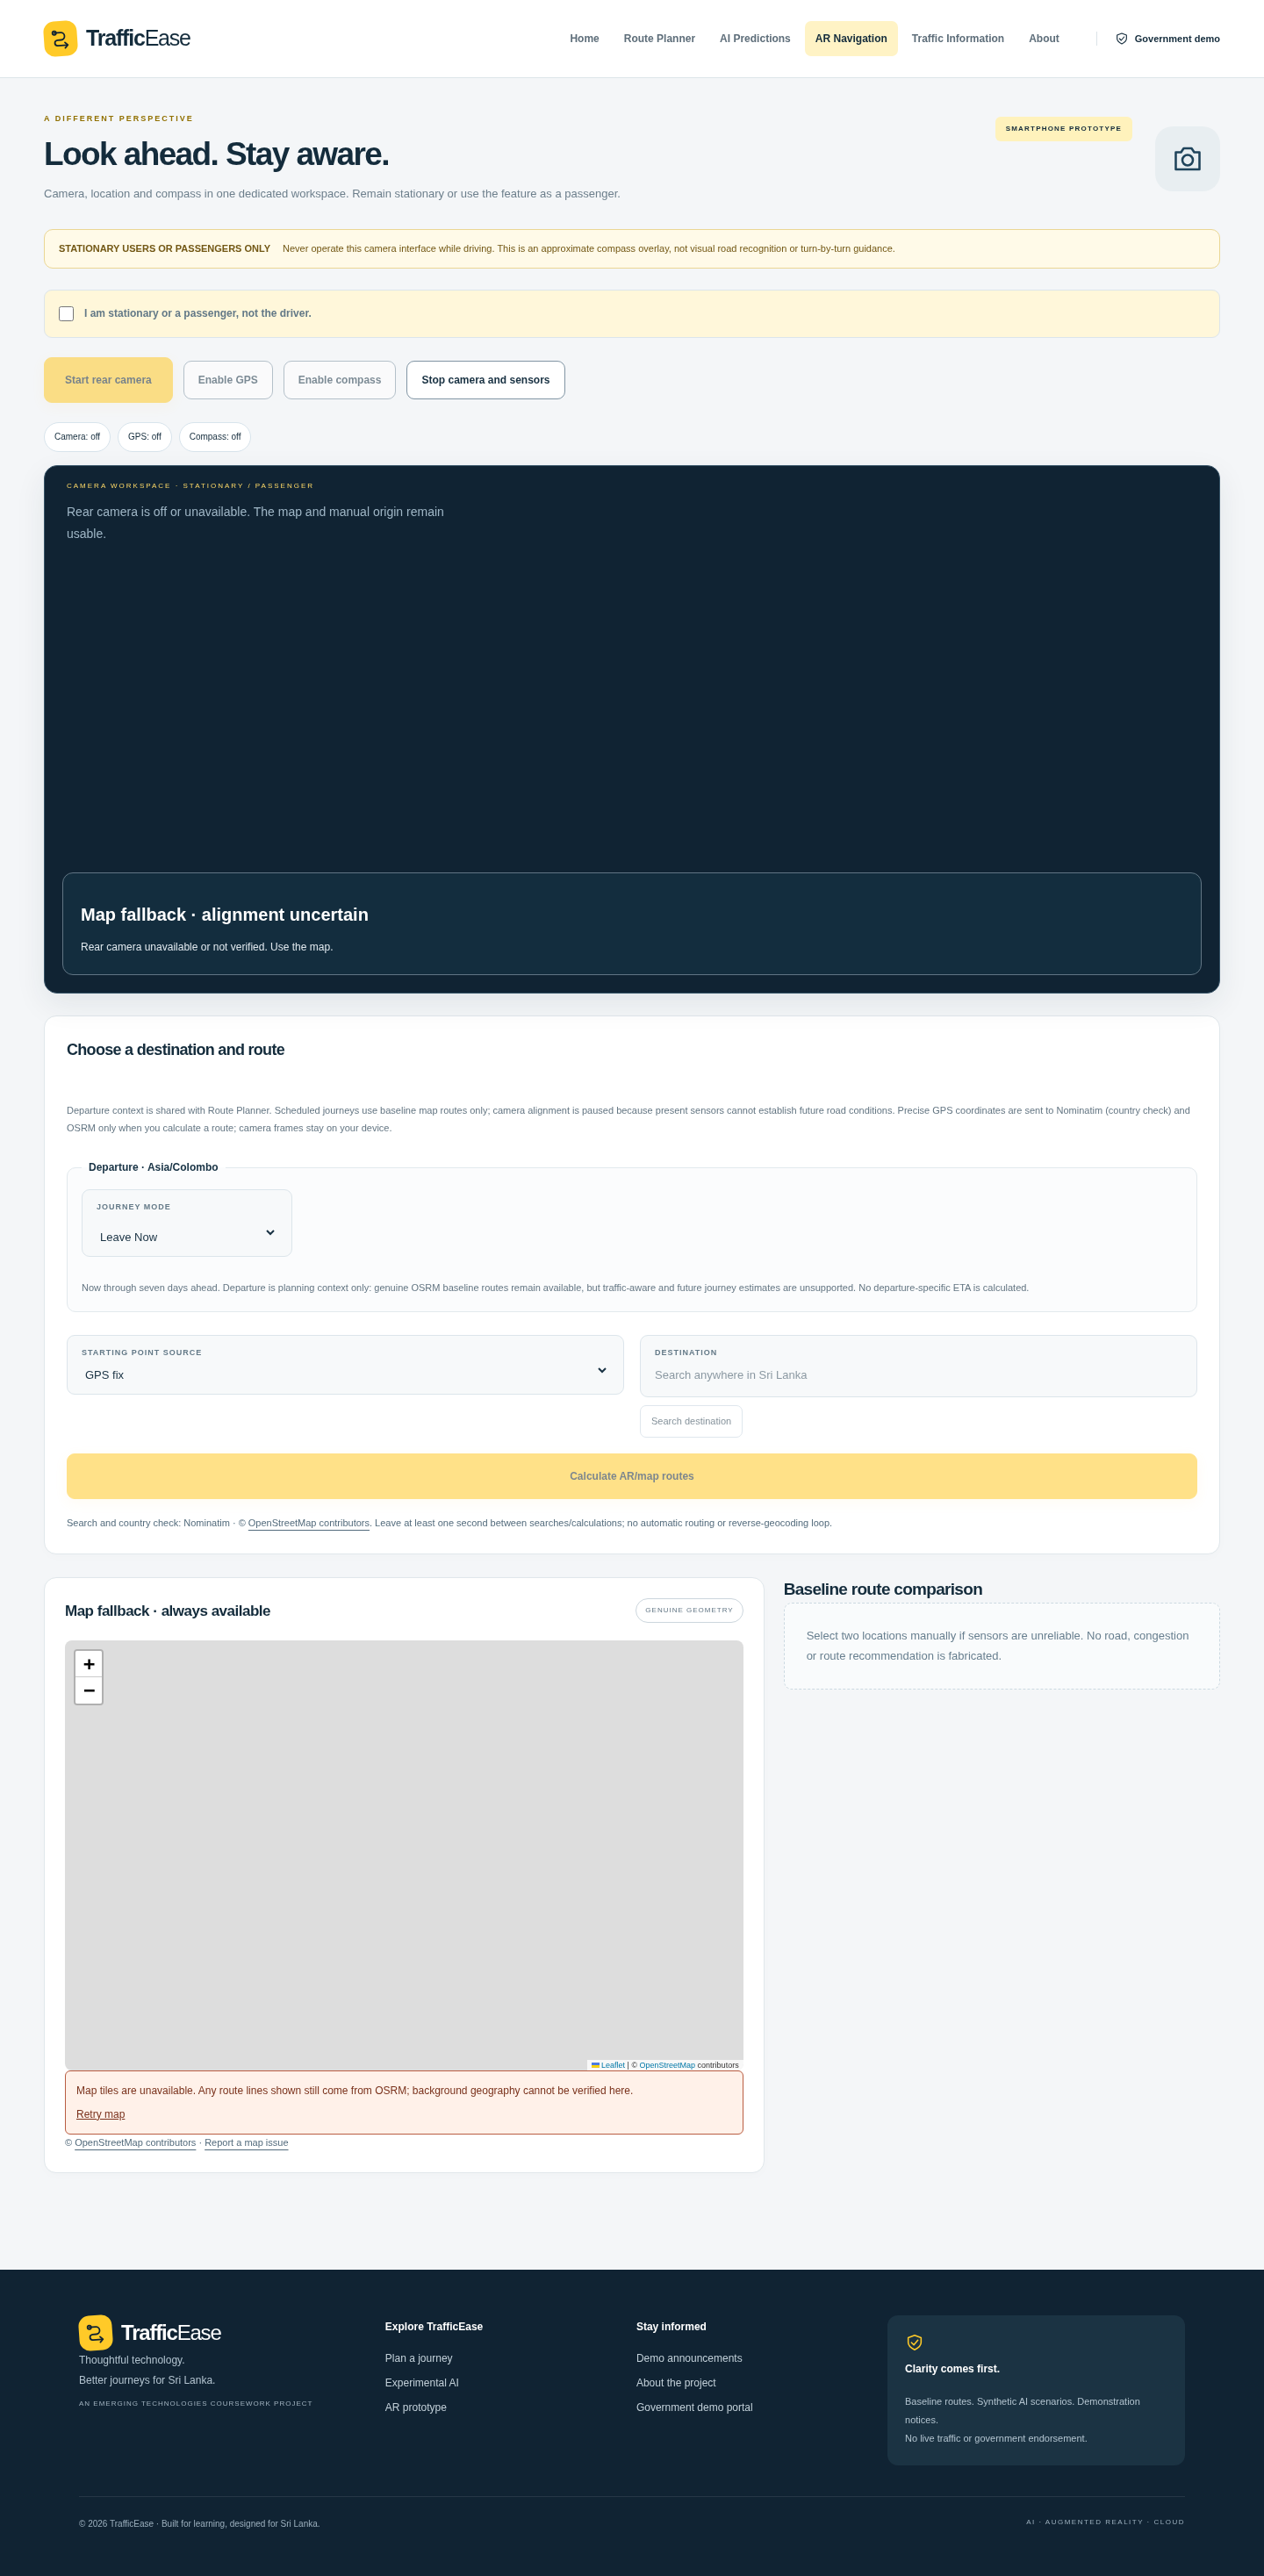 TrafficEase
Home
Route Planner
AI Predictions
AR Navigation
Traffic Information
About
Government demo
A DIFFERENT PERSPECTIVE
SMARTPHONE PROTOTYPE
Look ahead. Stay aware.
Camera, location and compass in one dedicated workspace. Remain stationary or use the feature as a passenger.
STATIONARY USERS OR PASSENGERS ONLY Never operate this camera interface while driving. This is an approximate compass overlay, not visual road recognition or turn-by-turn guidance.
I am stationary or a passenger, not the driver.
Start rear camera
Enable GPS
Enable compass
Stop camera and sensors
Camera: off
GPS: off
Compass: off
CAMERA WORKSPACE · STATIONARY / PASSENGER
Rear camera is off or unavailable. The map and manual origin remain
usable.
Map fallback · alignment uncertain
Rear camera unavailable or not verified. Use the map.
Choose a destination and route
Departure context is shared with Route Planner. Scheduled journeys use baseline map routes only; camera alignment is paused because present sensors cannot establish future road conditions. Precise GPS coordinates are sent to Nominatim (country check) and
OSRM only when you calculate a route; camera frames stay on your device.
Departure · Asia/Colombo
JOURNEY MODE
Leave Now
Now through seven days ahead. Departure is planning context only: genuine OSRM baseline routes remain available, but traffic-aware and future journey estimates are unsupported. No departure-specific ETA is calculated.
STARTING POINT SOURCE
GPS fix
DESTINATION
Search anywhere in Sri Lanka
Search destination
Calculate AR/map routes
Search and country check: Nominatim · © OpenStreetMap contributors. Leave at least one second between searches/calculations; no automatic routing or reverse-geocoding loop.
Map fallback · always available
GENUINE GEOMETRY
+
−
Leaflet | © OpenStreetMap contributors
Map tiles are unavailable. Any route lines shown still come from OSRM; background geography cannot be verified here.
Retry map
© OpenStreetMap contributors · Report a map issue
Baseline route comparison
Select two locations manually if sensors are unreliable. No road, congestion
or route recommendation is fabricated.
TrafficEase
Thoughtful technology.
Better journeys for Sri Lanka.
AN EMERGING TECHNOLOGIES COURSEWORK PROJECT
Explore TrafficEase
Plan a journey
Experimental AI
AR prototype
Stay informed
Demo announcements
About the project
Government demo portal
Clarity comes first.
Baseline routes. Synthetic AI scenarios. Demonstration
notices.
No live traffic or government endorsement.
© 2026 TrafficEase · Built for learning, designed for Sri Lanka.
AI · AUGMENTED REALITY · CLOUD